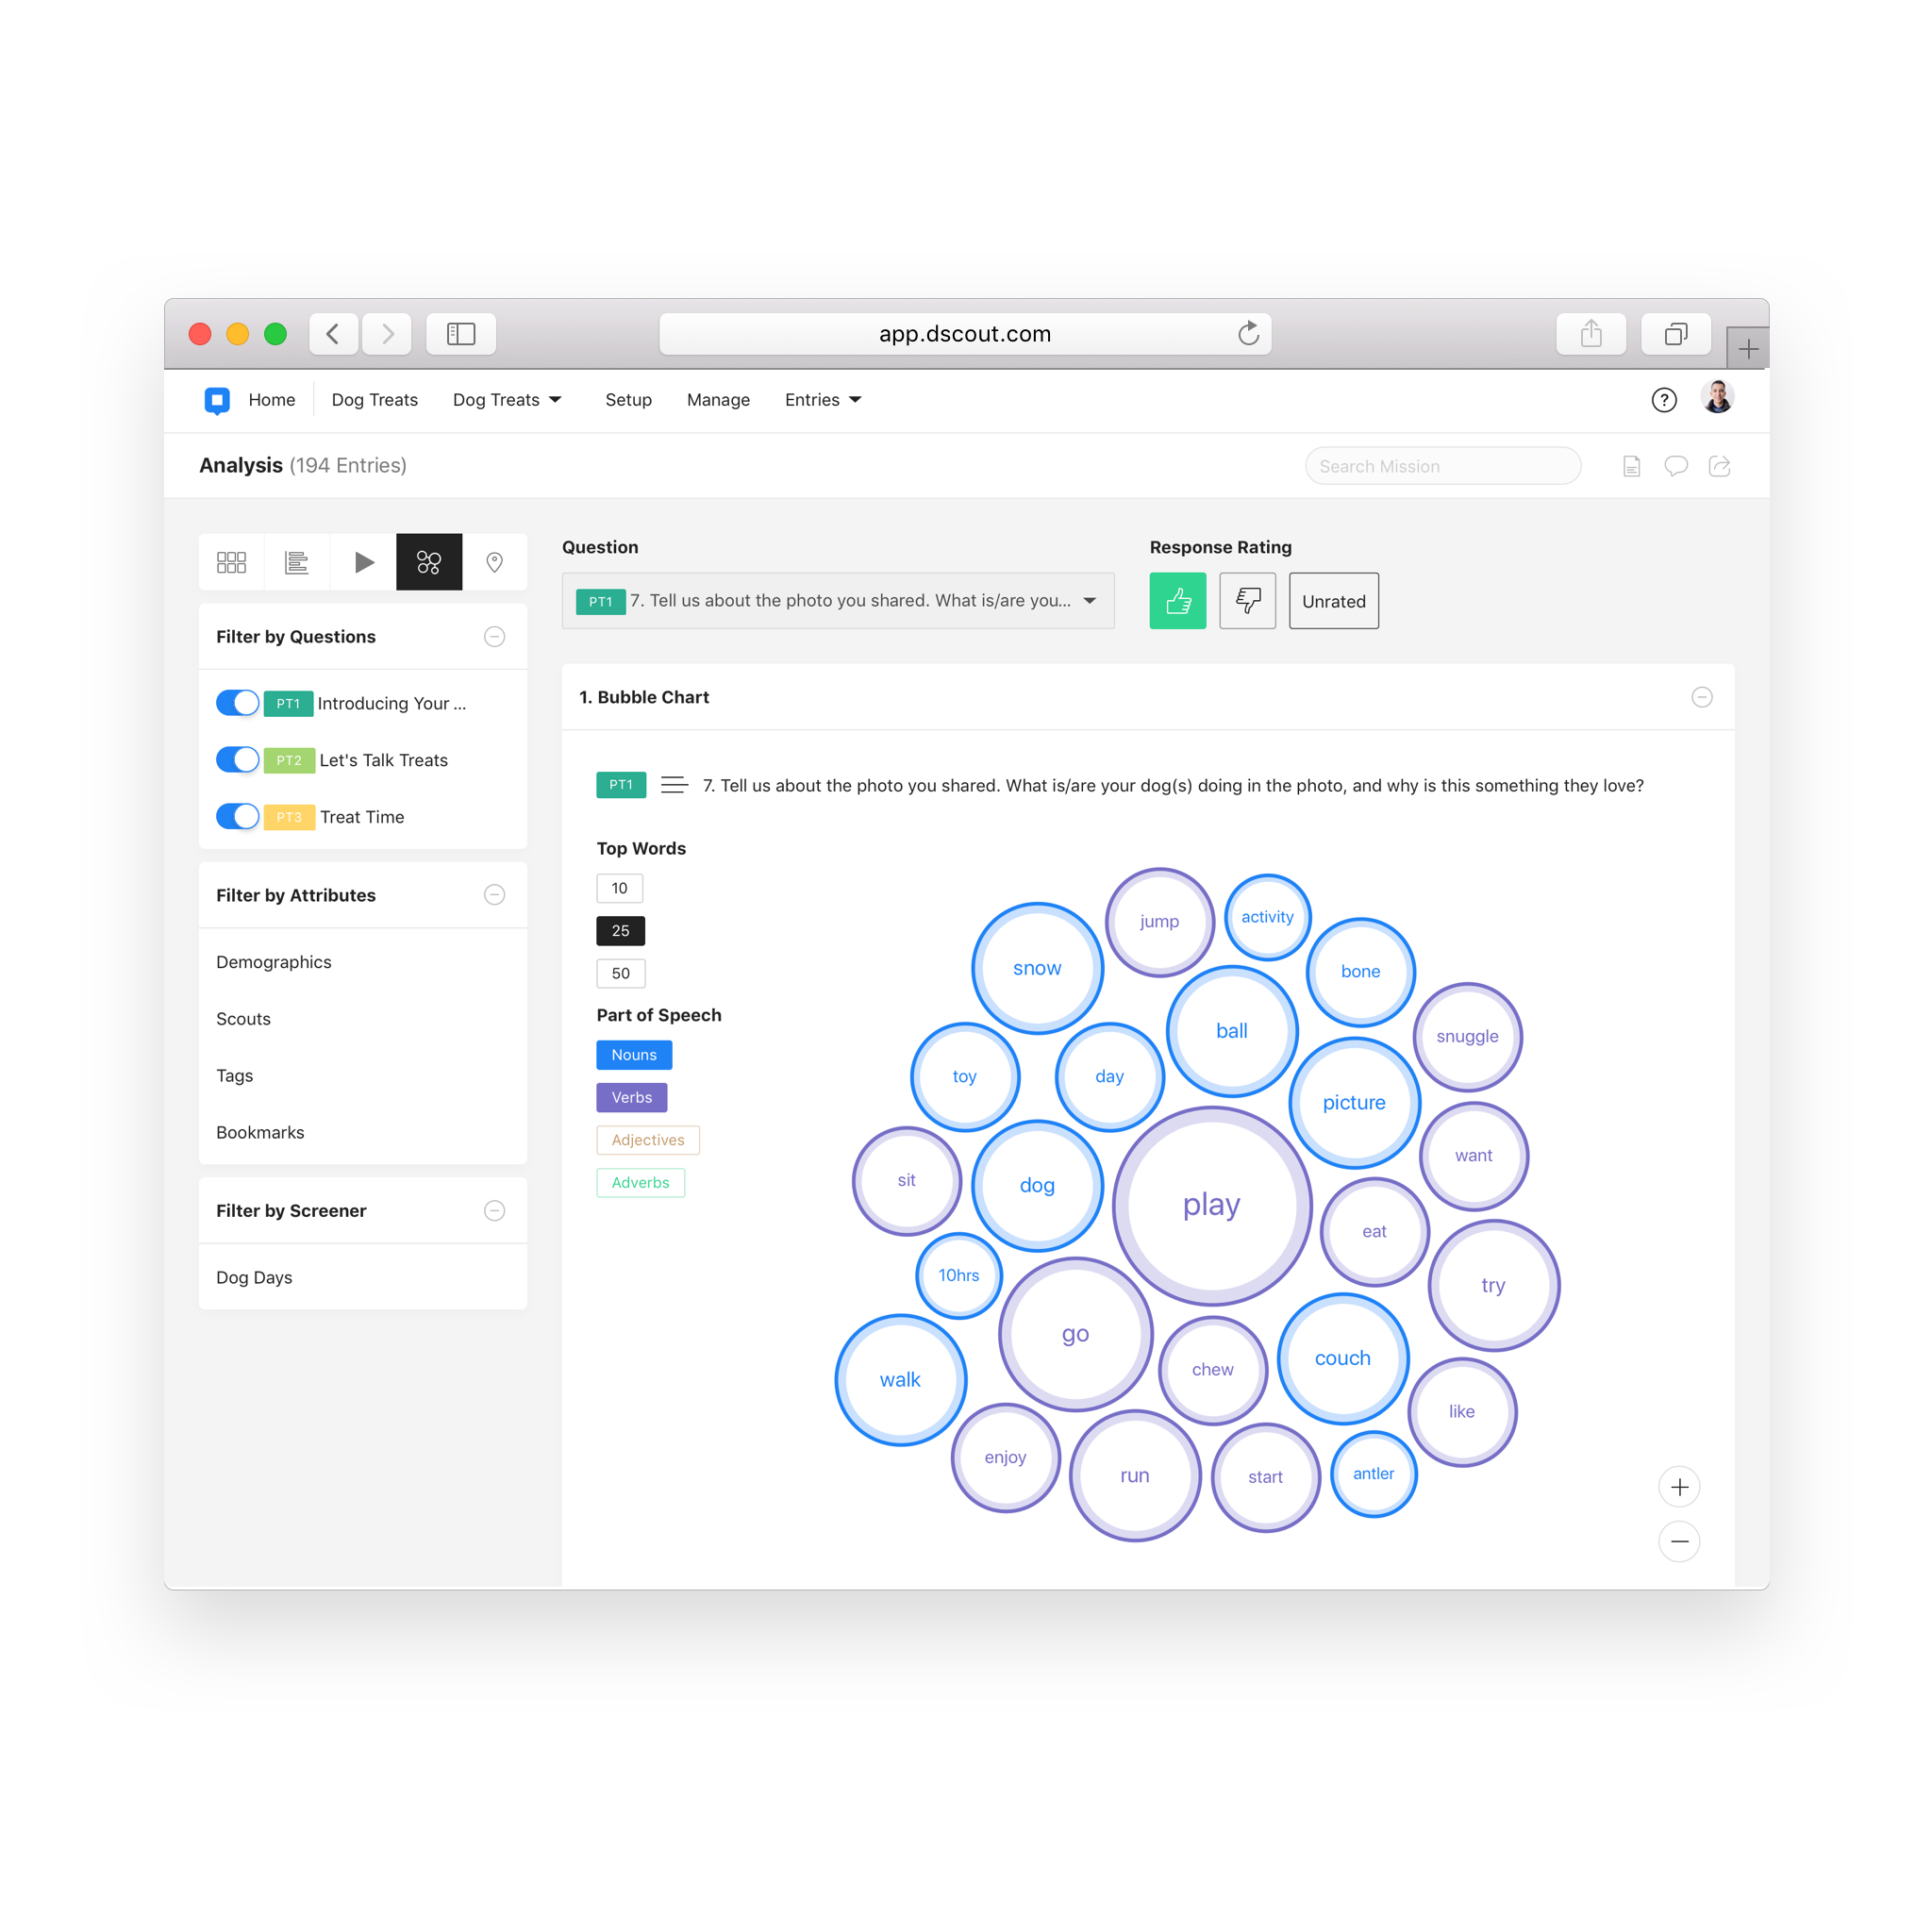 app.dscout.com
Home
Dog Treats
Dog Treats
Setup
Manage
Entries
?
Analysis (194 Entries)
Search Mission
Question
Response Rating
PT1 7. Tell us about the photo you shared. What is/are you...
Unrated
Filter by Questions
PT1 Introducing Your ...
PT2 Let's Talk Treats
PT3 Treat Time
Filter by Attributes
Demographics
Scouts
Tags
Bookmarks
Filter by Screener
Dog Days
1. Bubble Chart
PT1 7. Tell us about the photo you shared. What is/are your dog(s) doing in the photo, and why is this something they love?
Top Words
10
25
50
Part of Speech
Nouns
Verbs
Adjectives
Adverbs
jump
activity
snow
bone
ball
snuggle
toy
day
picture
want
sit
dog
play
eat
10hrs
try
go
couch
chew
walk
like
enjoy
run
start
antler